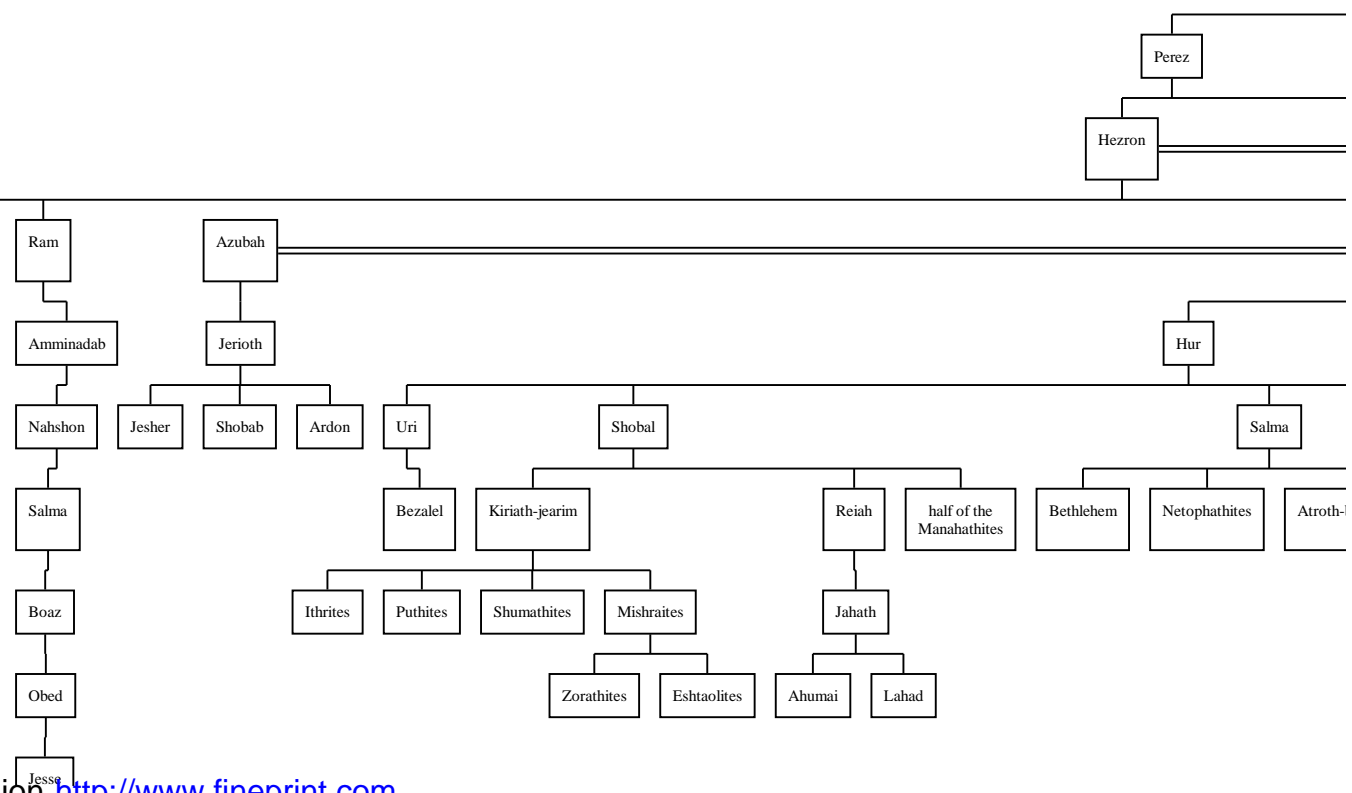 Perez
Hezron
Ram
Azubah
Amminadab
Jerioth
Hur
Nahshon
Jesher
Shobab
Ardon
Uri
Shobal
Salma
Salma
Bezalel
Kiriath-jearim
Reiah
half of the
Manahathites
Bethlehem
Netophathites
Atroth-b
Boaz
Ithrites
Puthites
Shumathites
Mishraites
Jahath
Obed
Zorathites
Eshtaolites
Ahumai
Lahad
Jesse
ion http://www.fineprint.com